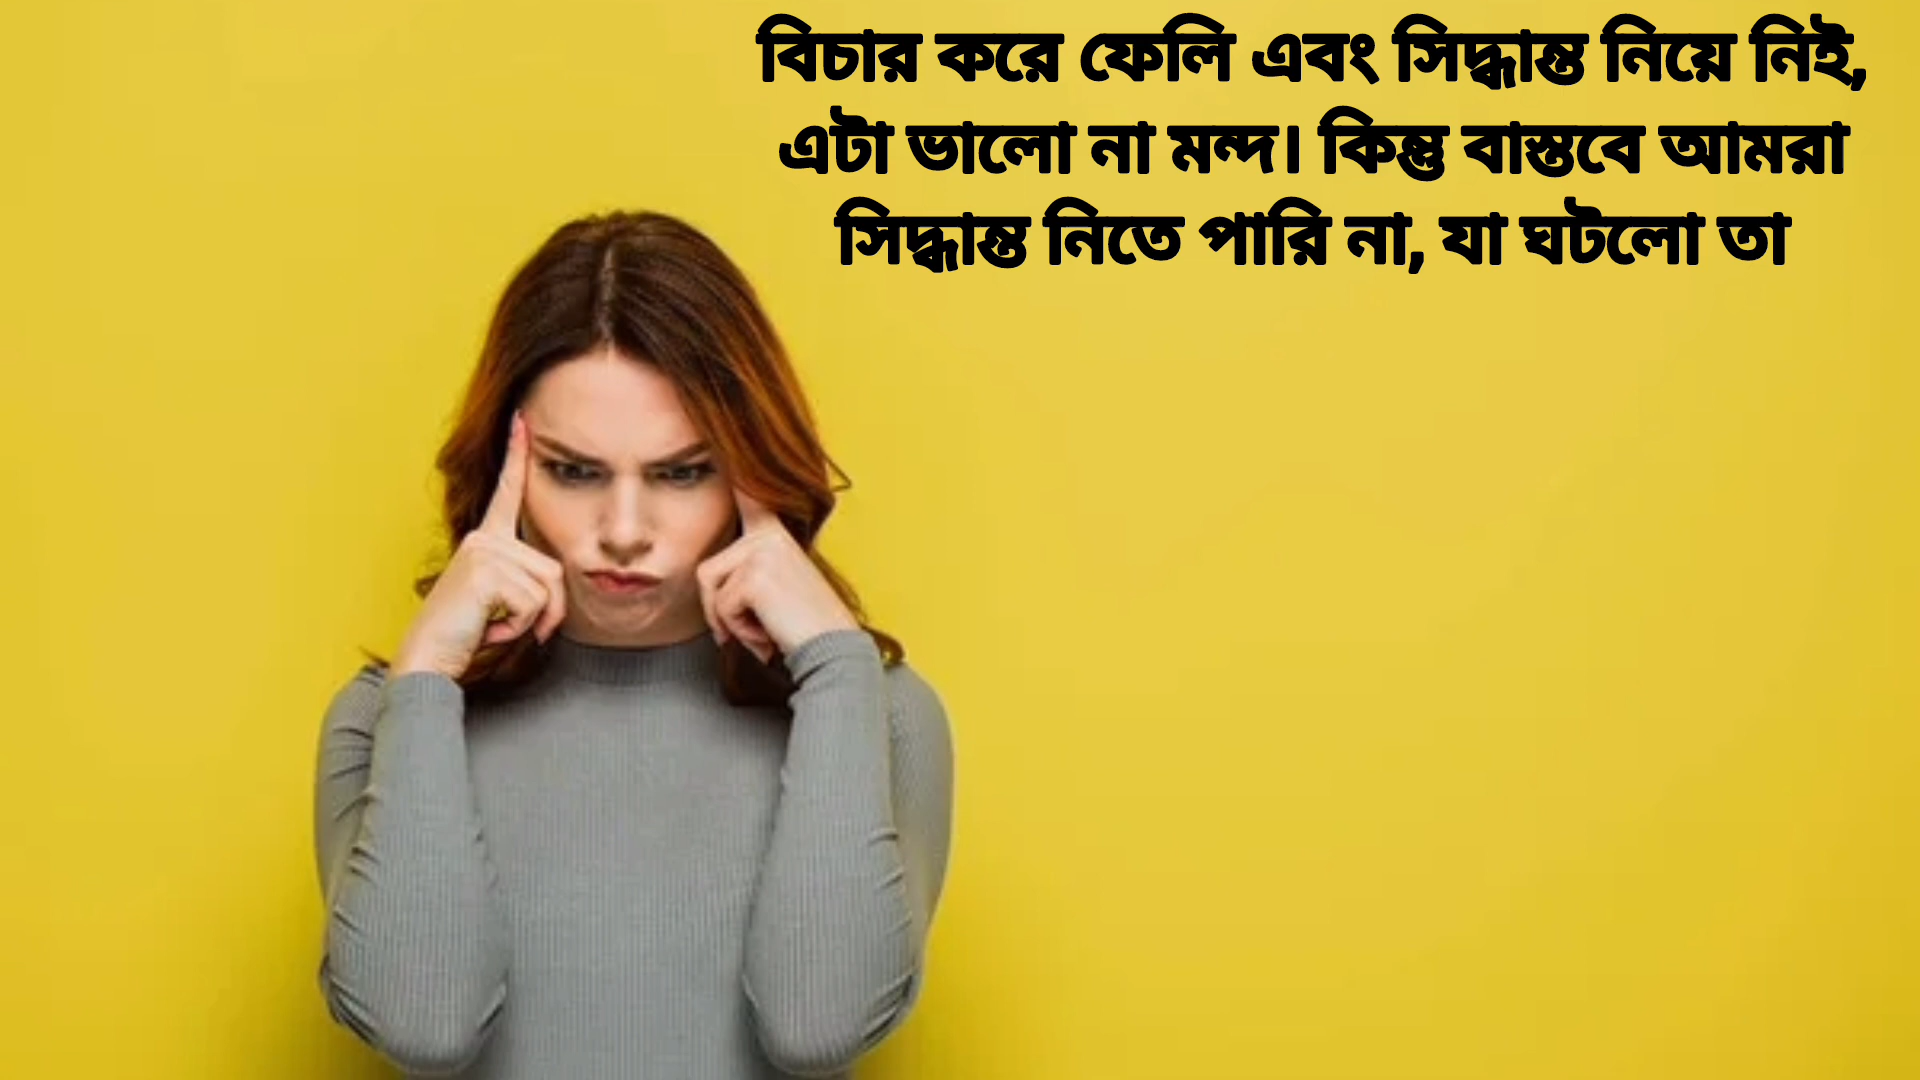 বিচার করে ফেলি এবং সিদ্ধান্ত নিয়ে নিই,
এটা ভালো না মন্দ। কিন্তু বাস্তবে আমরা
সিদ্ধান্ত নিতে পারি না, যা ঘটলো তা